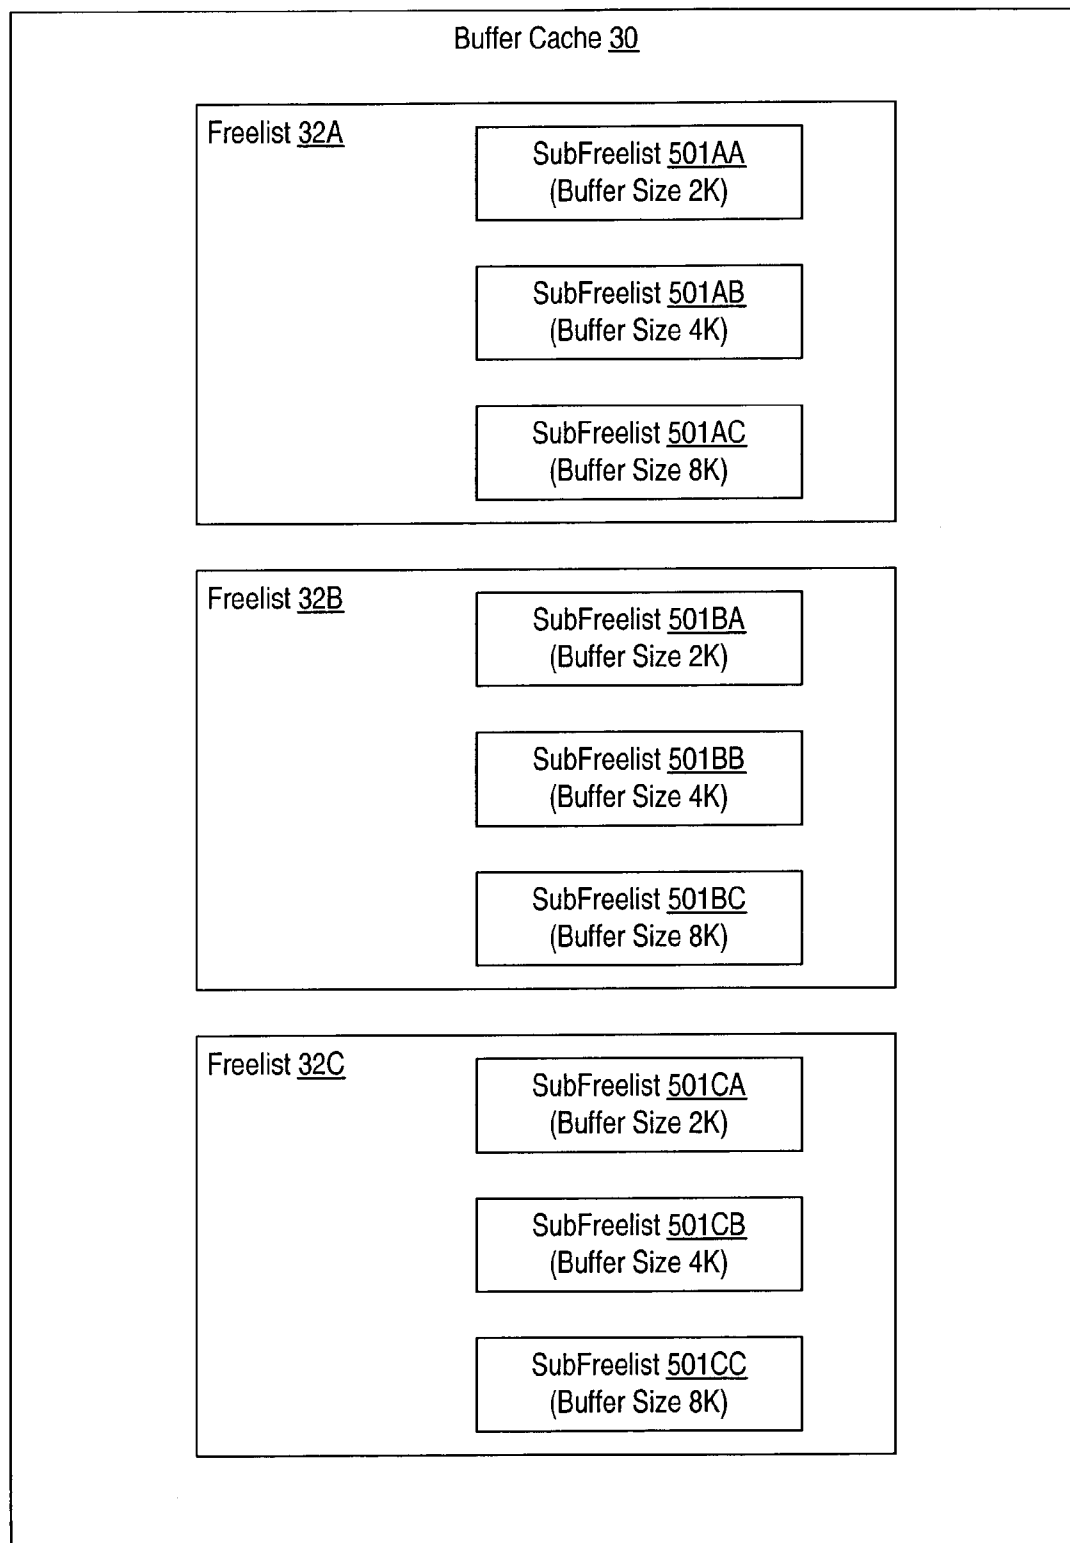 Buffer Cache 30
Freelist 32A
SubFreelist 501AA
(Buffer Size 2K)
SubFreelist 501AB
(Buffer Size 4K)
SubFreelist 501AC
(Buffer Size 8K)
Freelist 32B
SubFreelist 501BA
(Buffer Size 2K)
SubFreelist 501BB
(Buffer Size 4K)
SubFreelist 501BC
(Buffer Size 8K)
Freelist 32C
SubFreelist 501CA
(Buffer Size 2K)
SubFreelist 501CB
(Buffer Size 4K)
SubFreelist 501CC
(Buffer Size 8K)